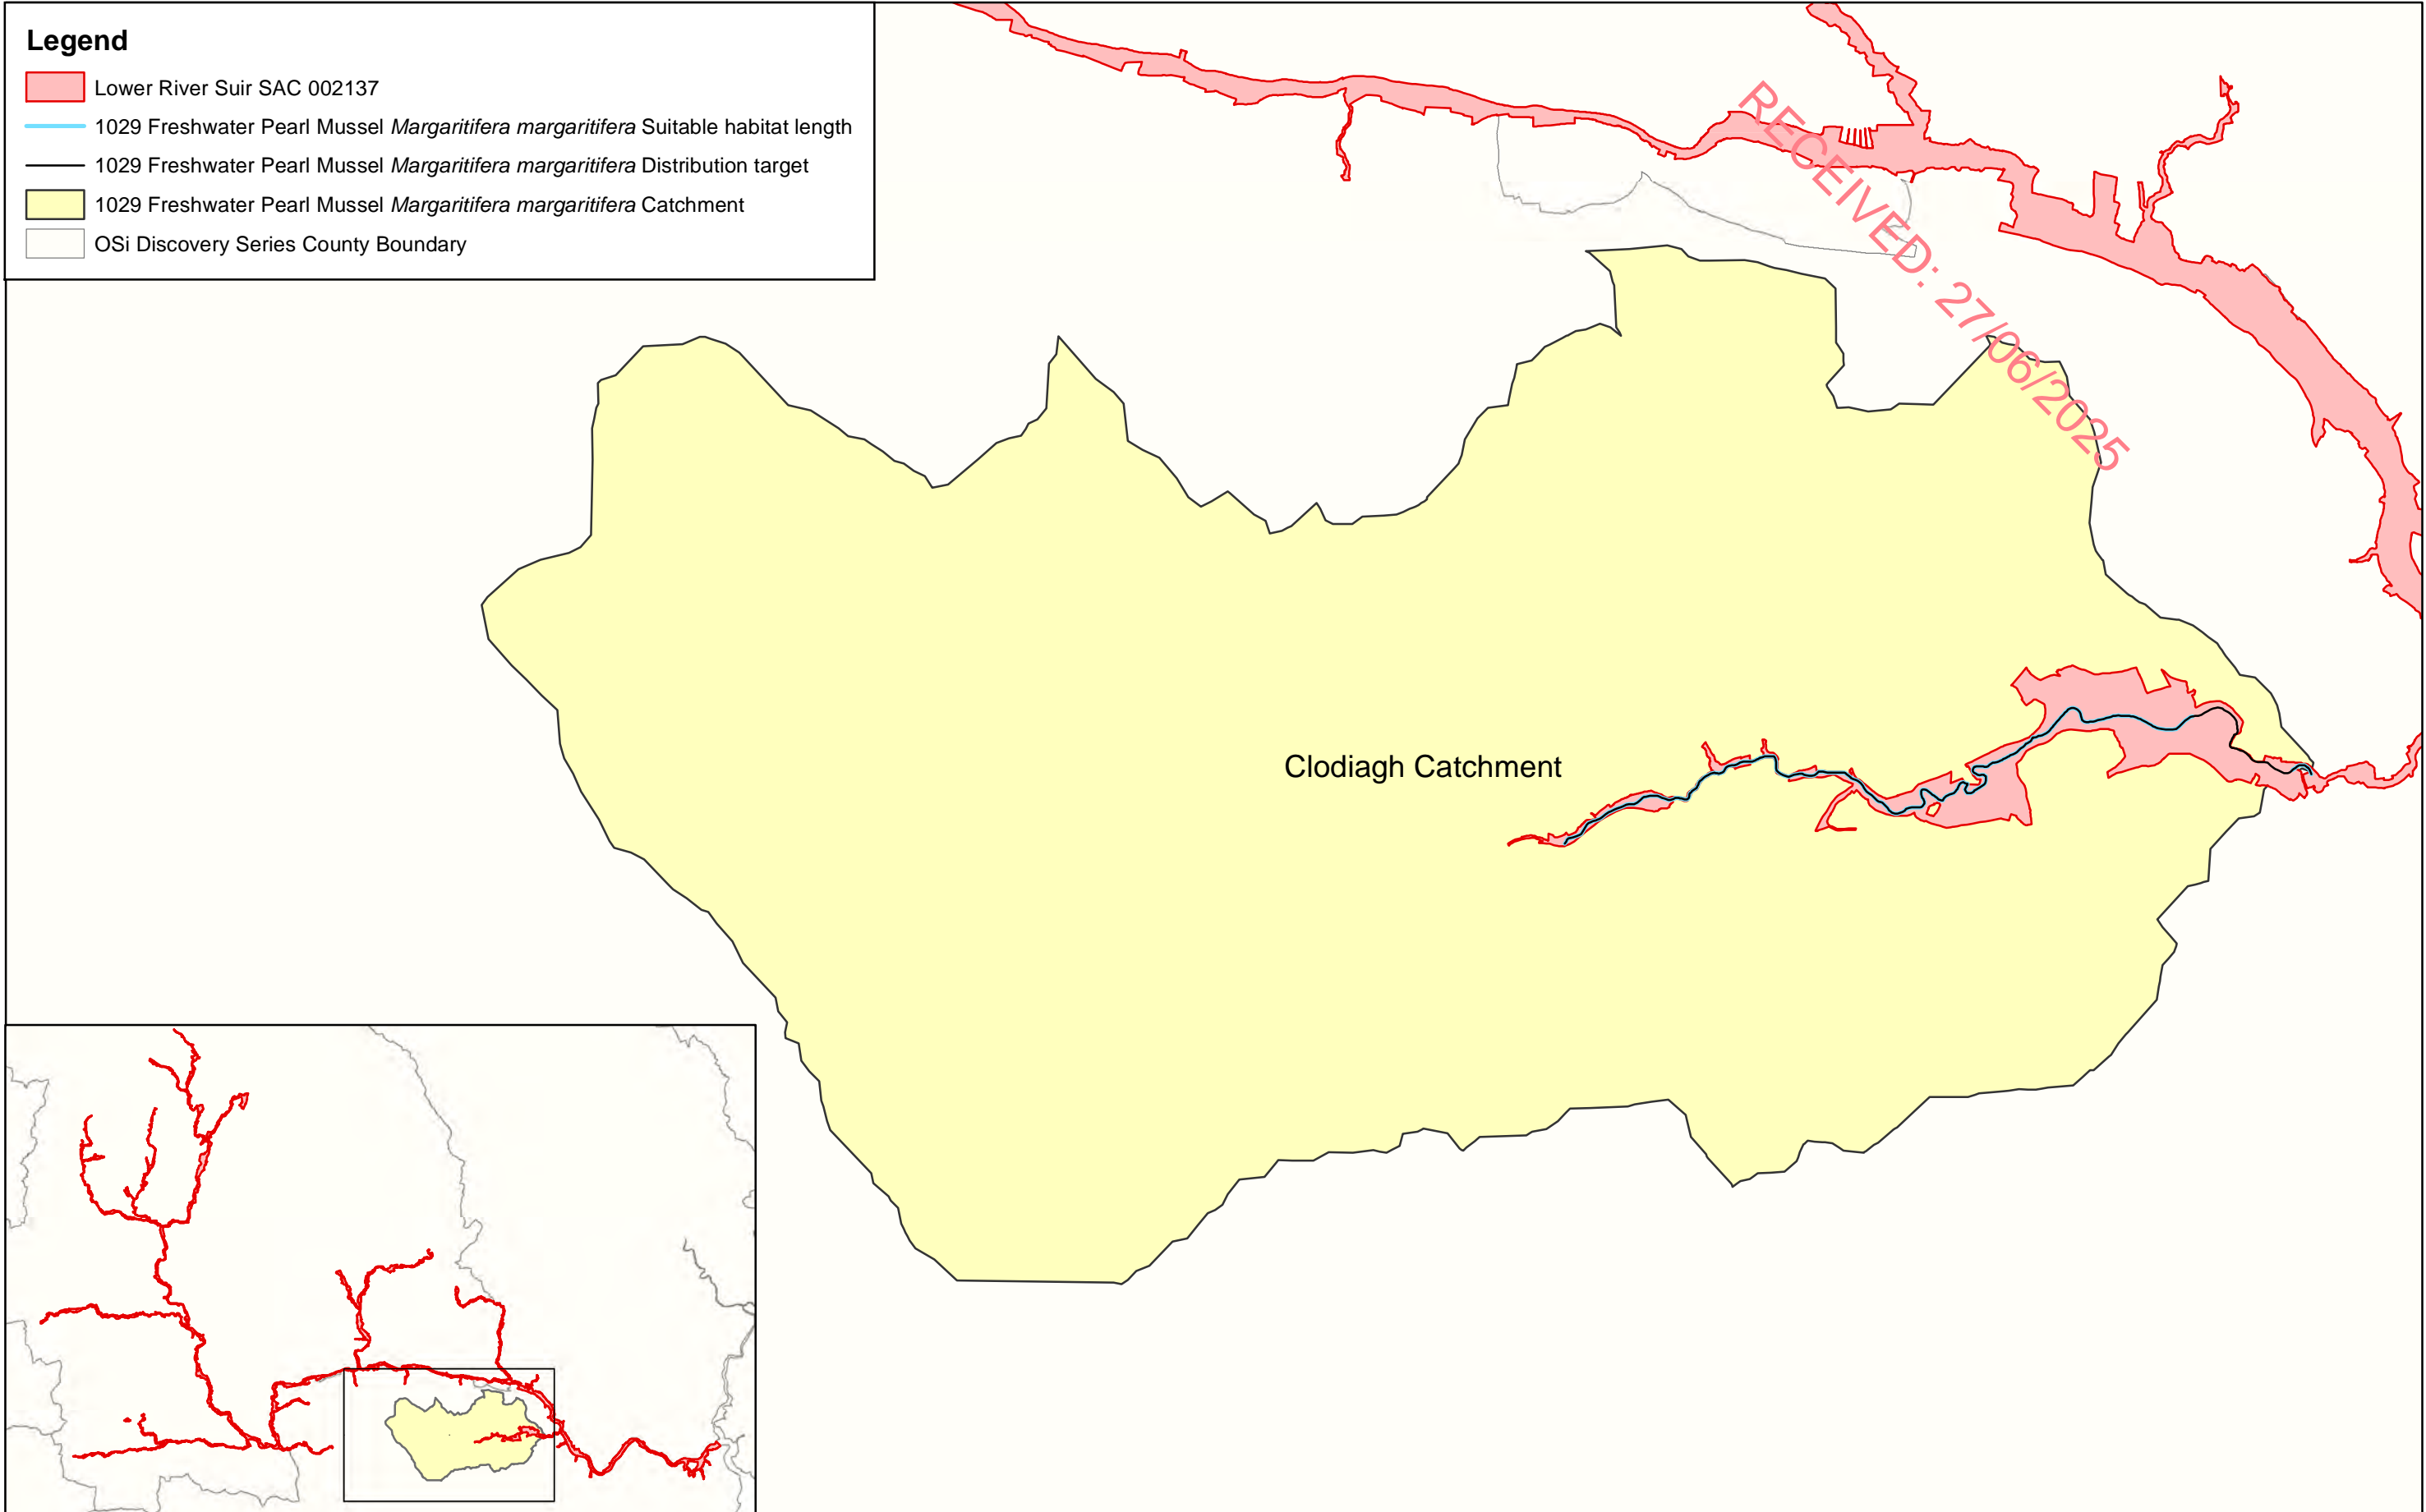 Legend
Lower River Suir SAC 002137
1029 Freshwater Pearl Mussel Margaritifera margaritifera Suitable habitat length
1029 Freshwater Pearl Mussel Margaritifera margaritifera Distribution target
1029 Freshwater Pearl Mussel Margaritifera margaritifera Catchment
OSi Discovery Series County Boundary
RECEIVED: 27/06/2025
Clodiagh Catchment